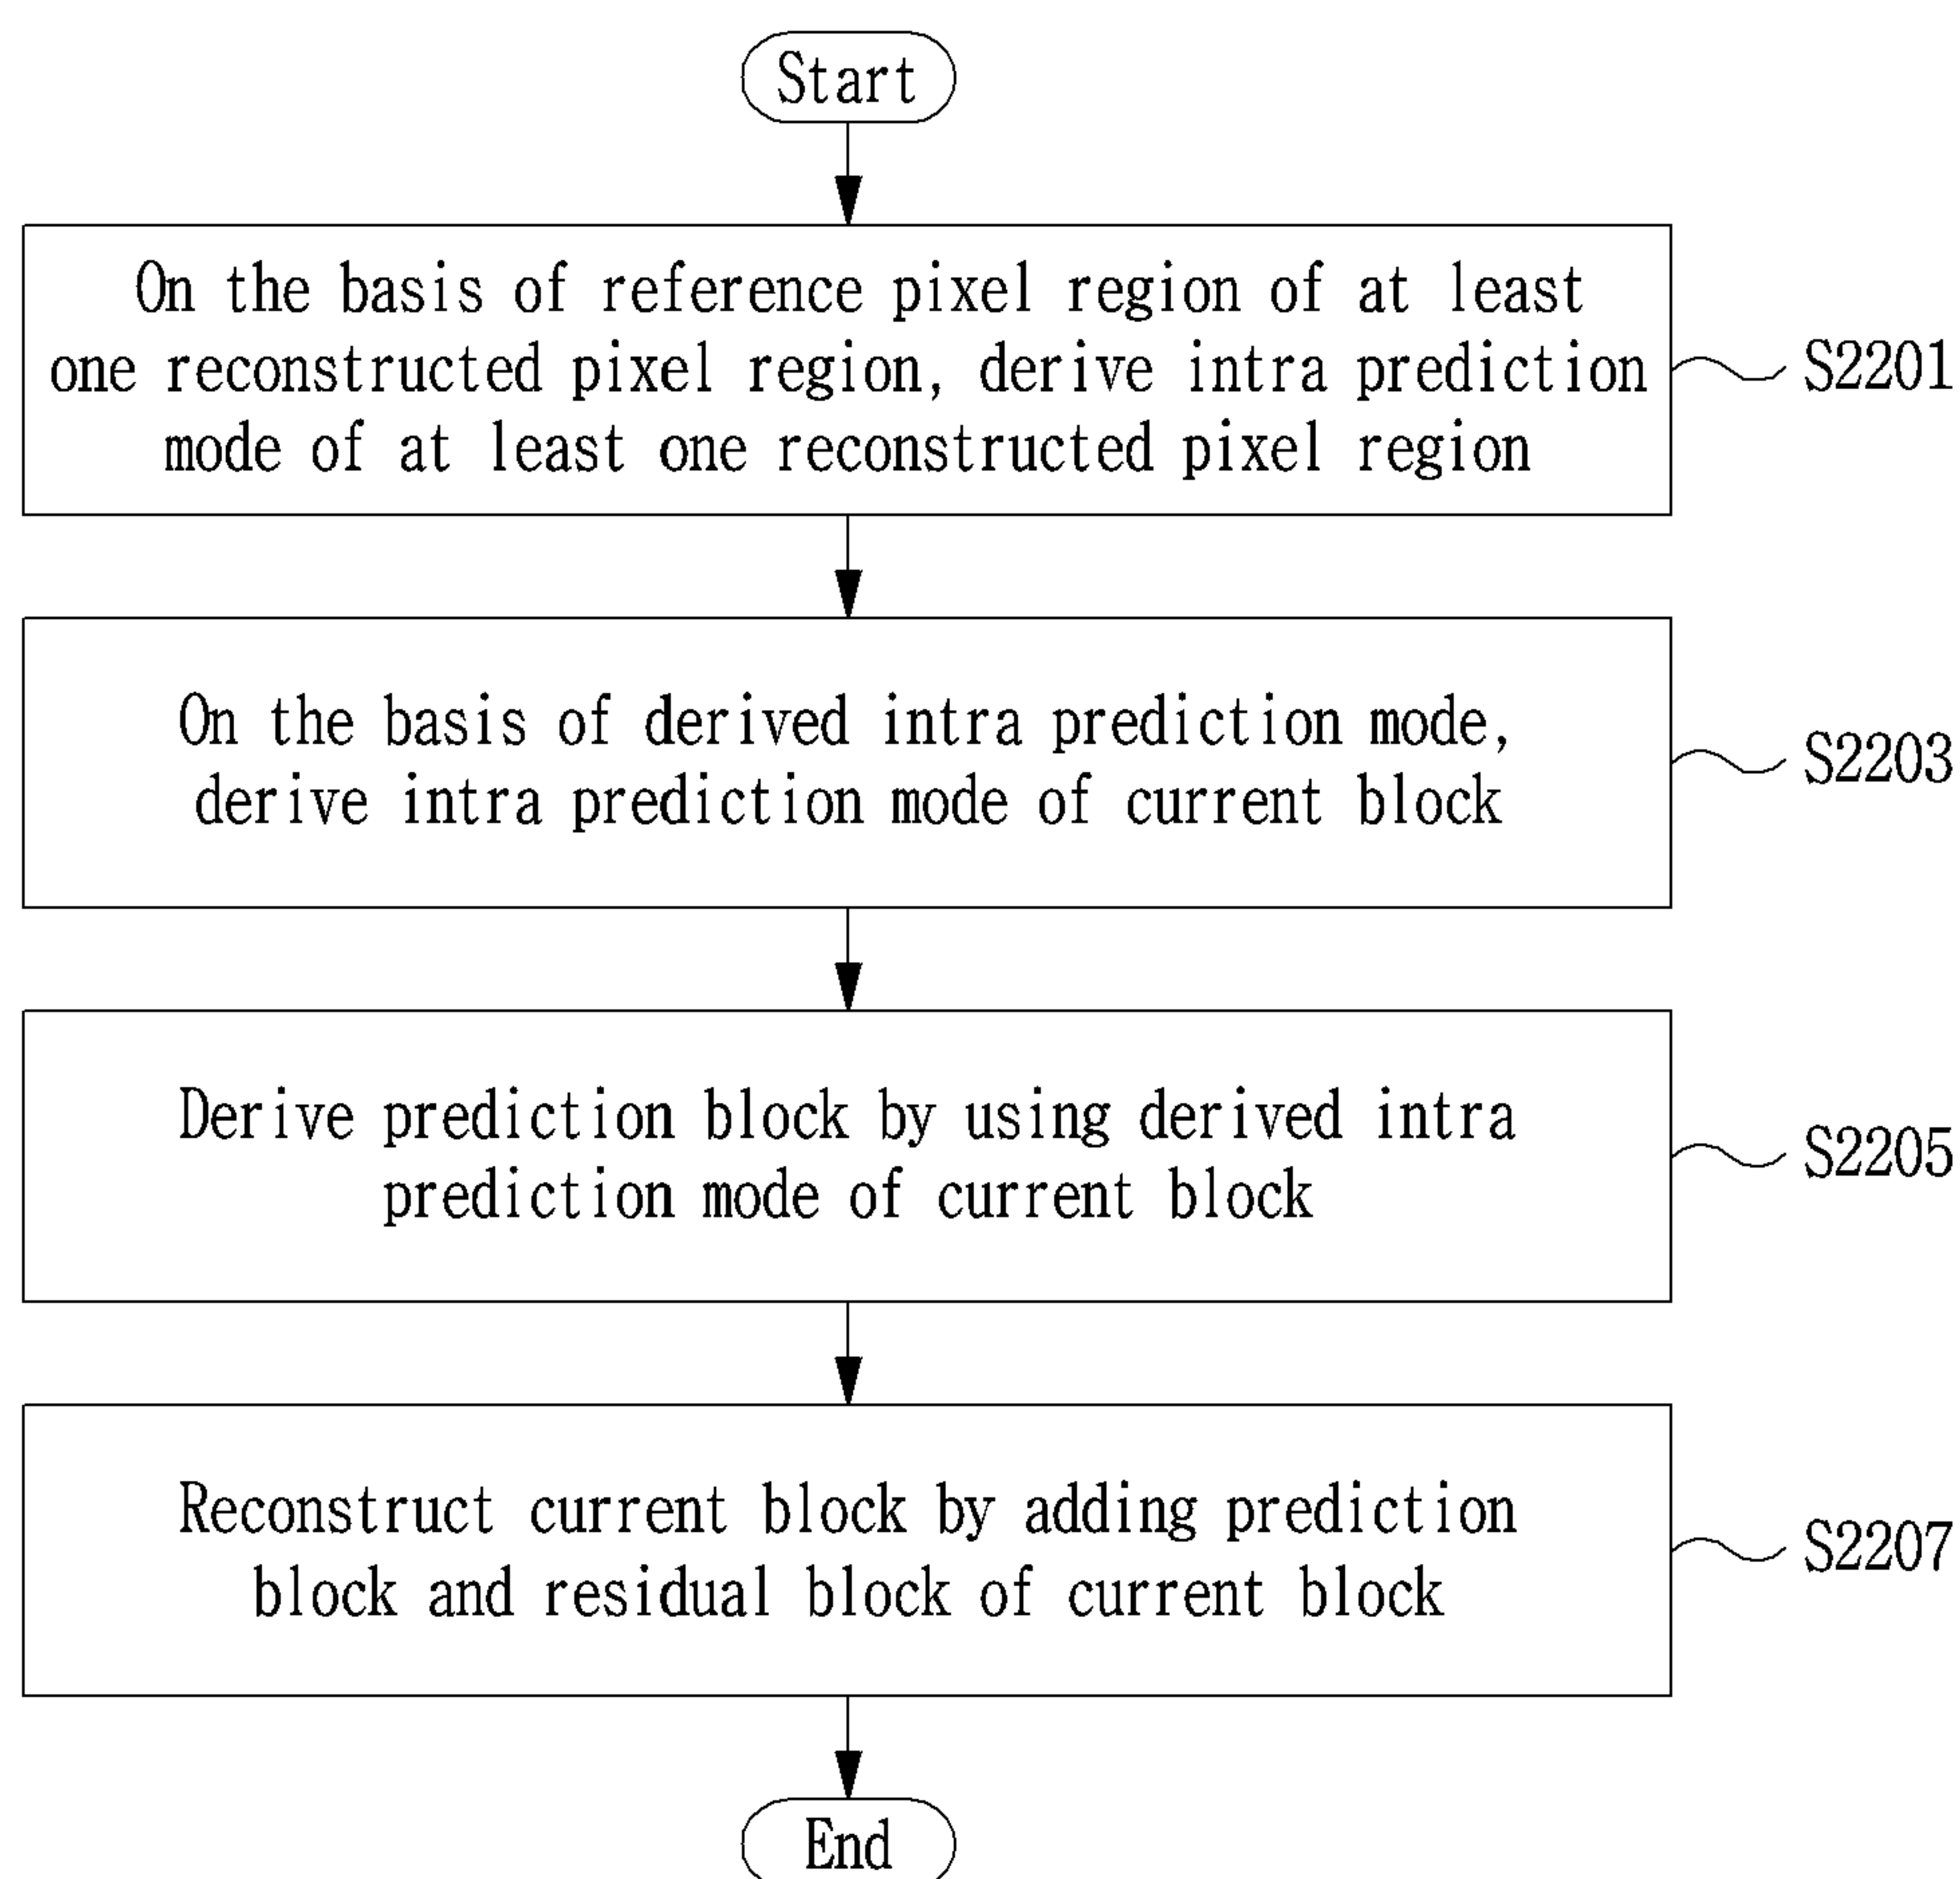 Start
On the basis of reference pixel region of at least
one reconstructed pixel region, derive intra prediction
mode of at least one reconstructed pixel region
S2201
On the basis of derived intra prediction mode,
derive intra prediction mode of current block
S2203
Derive prediction block by using derived intra
prediction mode of current block
S2205
Reconstruct current block by adding prediction
block and residual block of current block
S2207
End